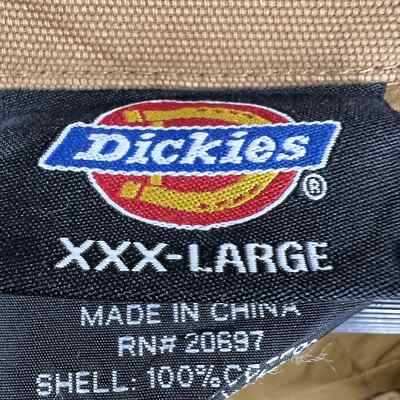 Dickies®
XXX-LARGE
MADE IN CHINA
RN# 20697
SHELL: 100%